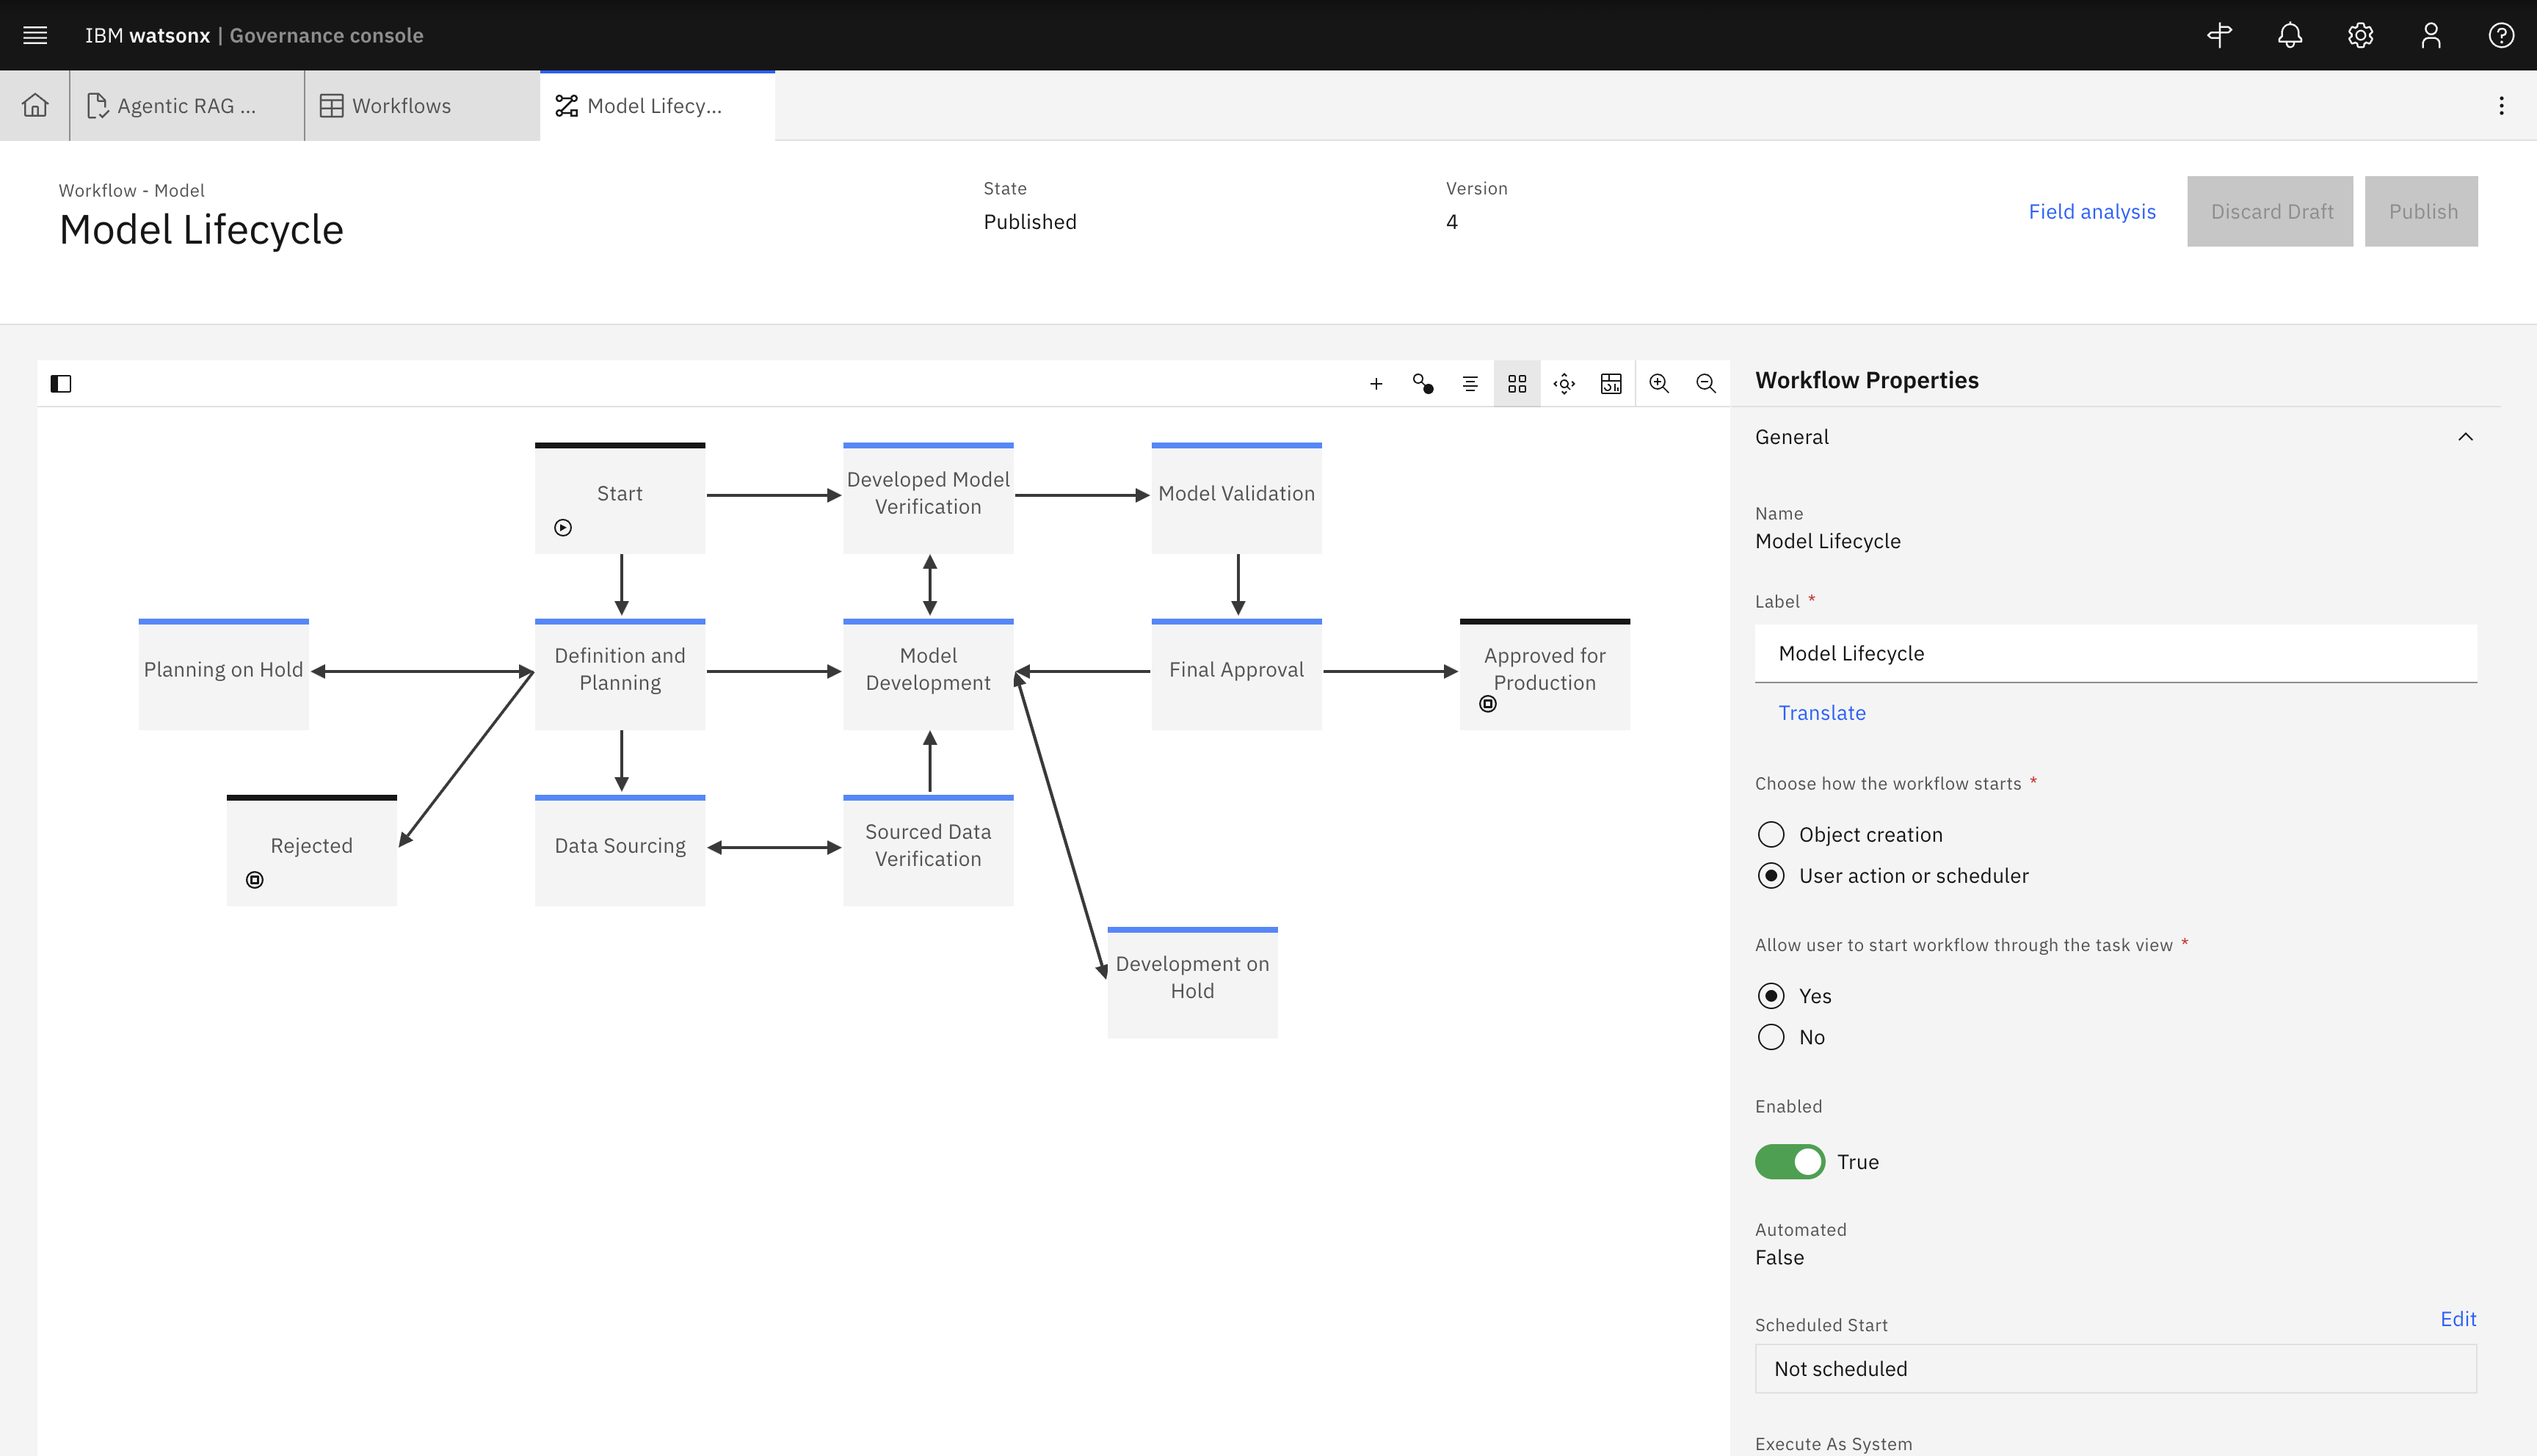 IBM watsonx | Governance console
Agentic RAG ...
Workflows
Model Lifecy...
Workflow - Model
Model Lifecycle
State
Published
Version
4
Field analysis
Discard Draft
Publish
Start
Developed Model
Verification
Model Validation
Planning on Hold
Definition and
Planning
Model
Development
Final Approval
Approved for
Production
Rejected
Data Sourcing
Sourced Data
Verification
Development on
Hold
Workflow Properties
General
Name
Model Lifecycle
Label *
Model Lifecycle
Translate
Choose how the workflow starts *
Object creation
User action or scheduler
Allow user to start workflow through the task view *
Yes
No
Enabled
True
Automated
False
Scheduled Start
Edit
Not scheduled
Execute As System